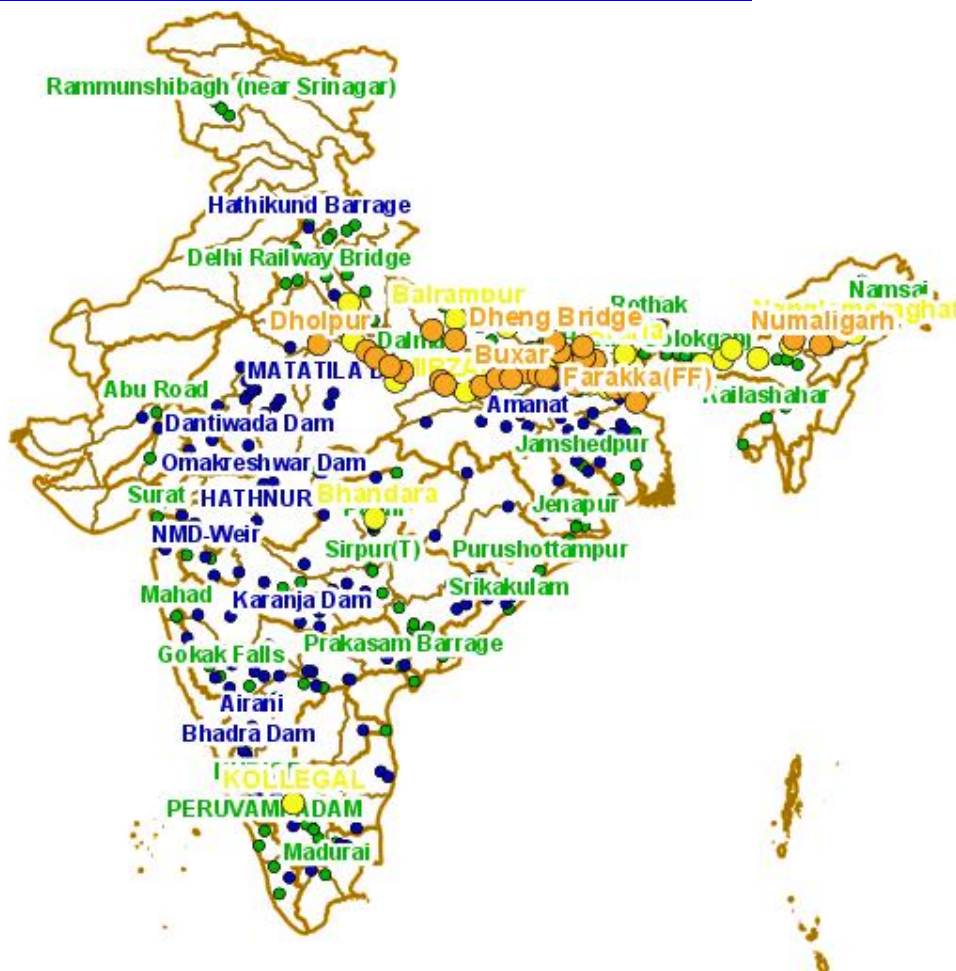 Rammunshibagh (near Srinagar)
Hathikund Barrage
Delhi Railway Bridge
Namsai
Balrampur
Rothak
Dholpur
Dheng Bridge
Numaligarh
Buxar
MATATILA
Farakka(FF)
Abu Road
Amanat
Kailashahar
Dantiwada Dam
Jamshedpur
Omakreshwar Dam
Surat
HATHNUR
Bhandara
Jenapur
NMD-Weir
Sirpur(T)
Purushottampur
Mahad
Karanja Dam
Srikakulam
Gokak Falls
Prakasam Barrage
Airani
Bhadra Dam
KOLLEGAL
Madurai